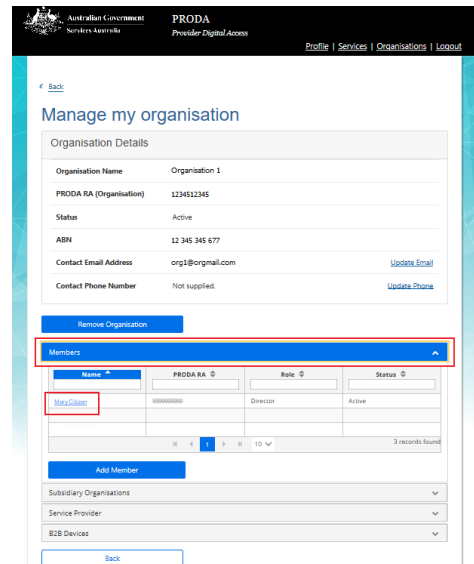 Australian Government
Services Australia
PRODA
Provider Digital Access
Profile | Services | Organisations | Logout
Back
Manage my organisation
Organisation Details
Organisation Name Organisation 1
PRODA RA (Organisation) 1234512345
Status Active
ABN 12 345 345 677
Contact Email Address org1@orgmail.com Update Email
Contact Phone Number Not supplied. Update Phone
Remove Organisation
Members
Name PRODA RA Role Status
Mary Citizen 9999999999 Director Active
1 10 3 records found
Add Member
Subsidiary Organisations
Service Provider
B2B Devices
Back